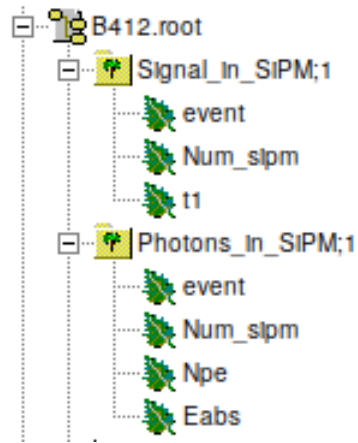 B412.root
Signal_in_SiPM;1
event
Num_sipm
t1
Photons_in_SiPM;1
event
Num_sipm
Npe
Eabs